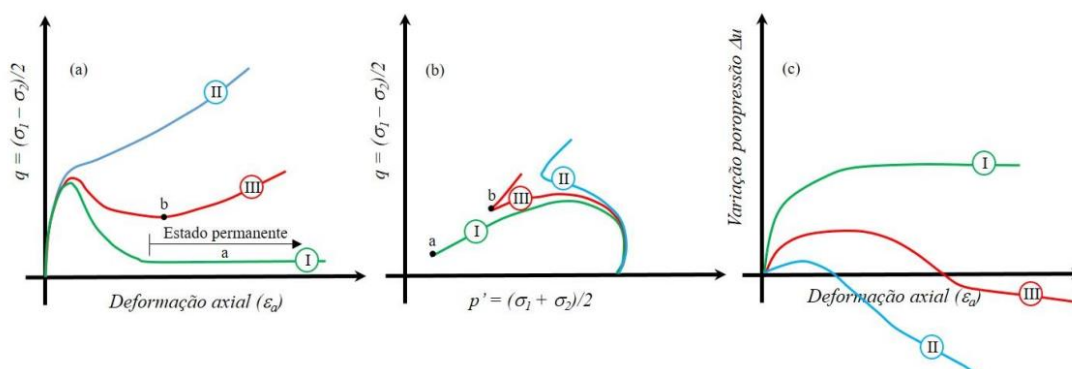 (a)
q = (σ1 – σ2)/2
II
III
b
Estado permanente
a
I
Deformação axial (εa)
(b)
q = (σ1 – σ2)/2
II
III
b
I
a
p' = (σ1 + σ2)/2
(c)
Variação poropressão Δu
I
Deformação axial (εa)
III
II